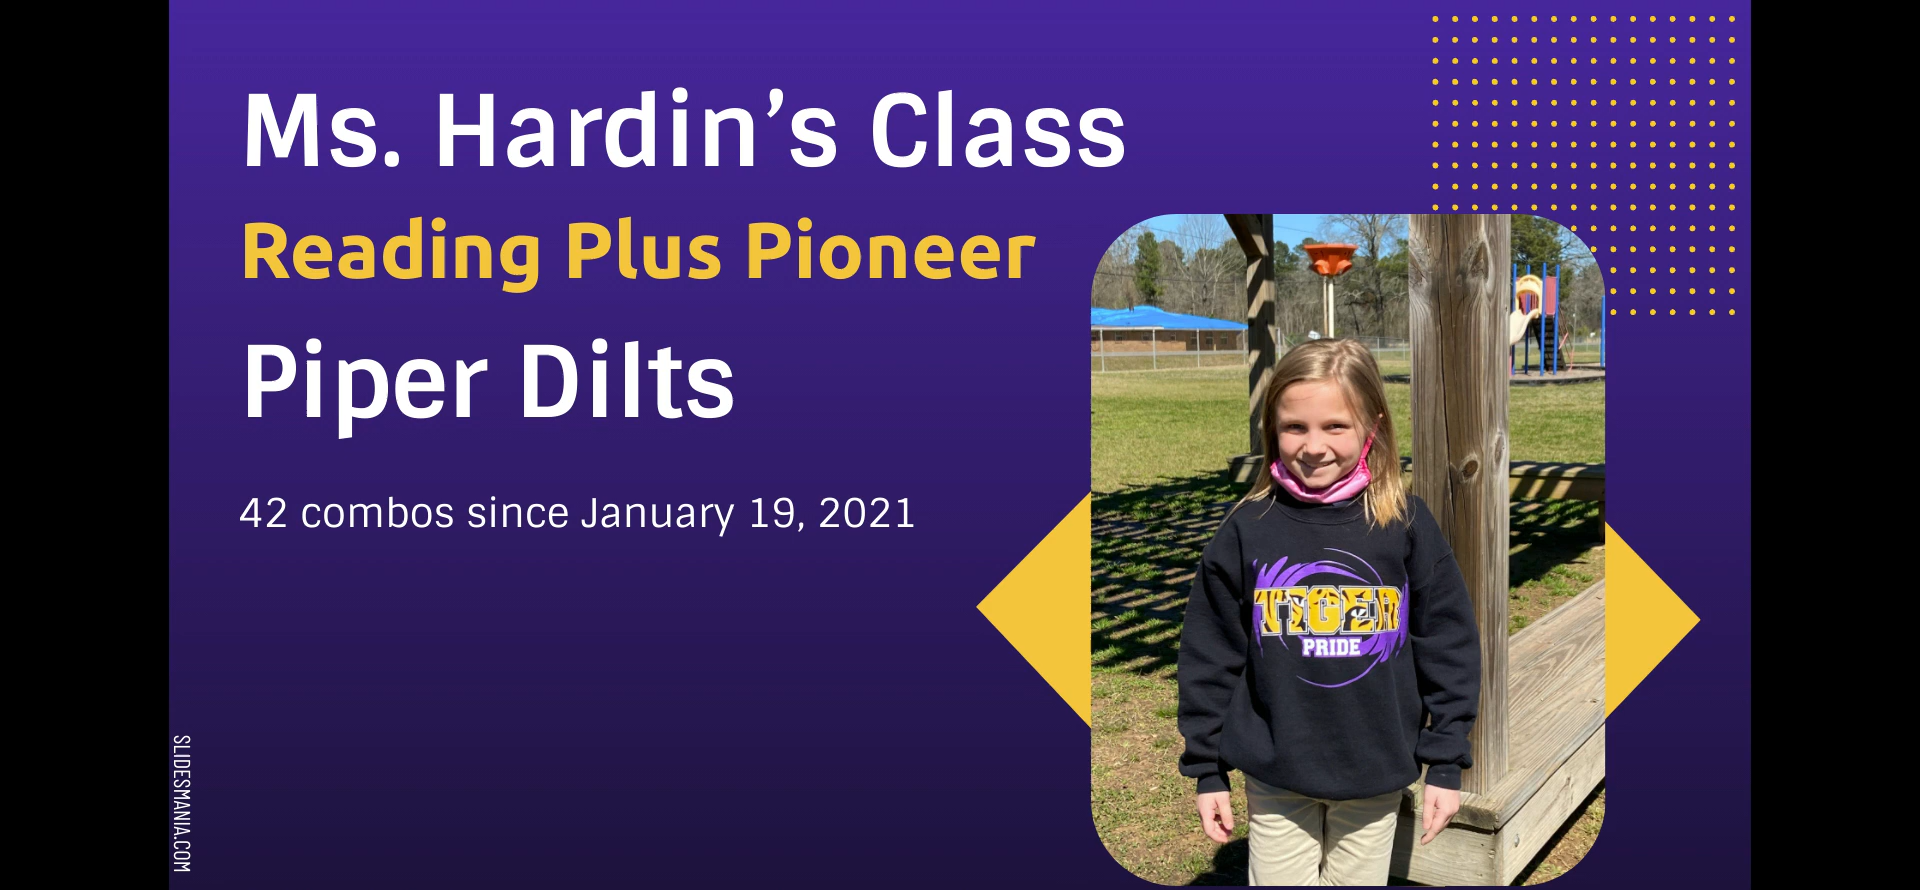 Ms. Hardin’s Class
Reading Plus Pioneer
Piper Dilts
42 combos since January 19, 2021
TIGER
PRIDE
SLIDESMANIA.COM